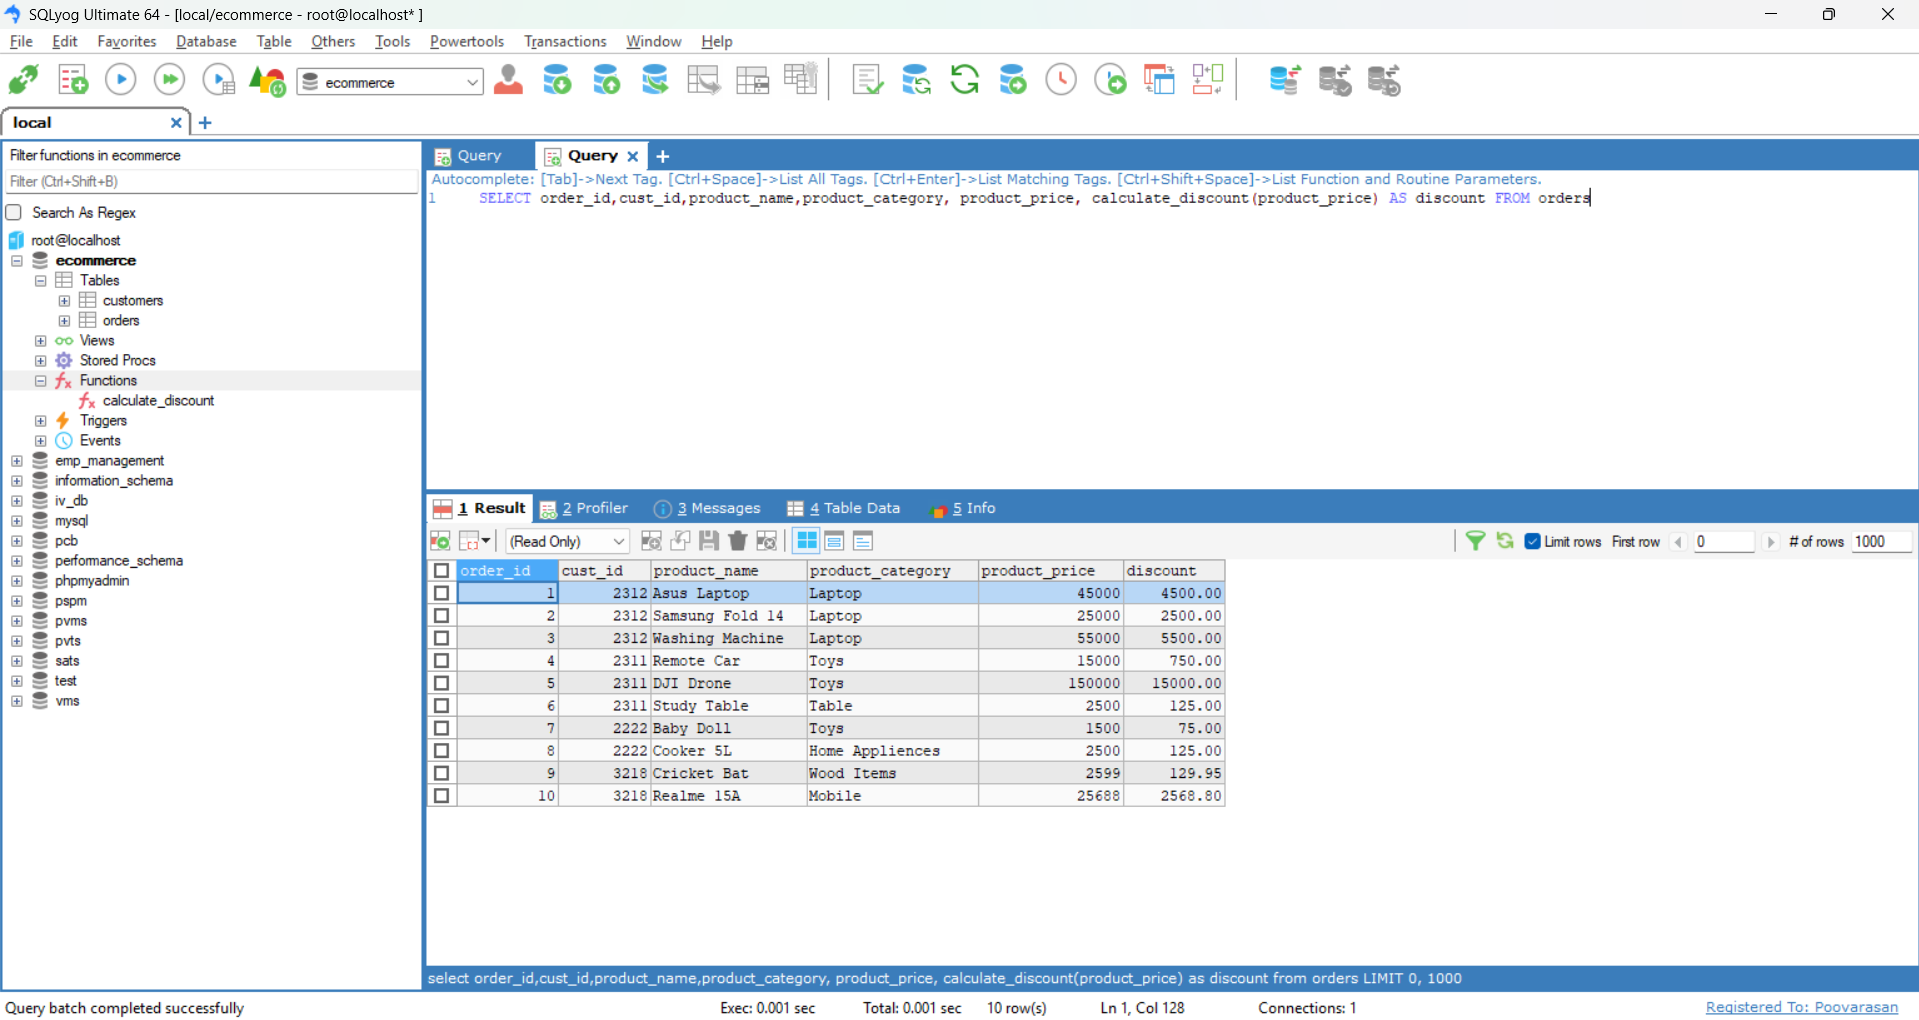 SQLyog Ultimate 64 - [local/ecommerce - root@localhost* ]
File Edit Favorites Database Table Others Tools Powertools Transactions Window Help
ecommerce
local
Filter functions in ecommerce
Filter (Ctrl+Shift+B)
Search As Regex
root@localhost
ecommerce
Tables
customers
orders
Views
Stored Procs
Functions
calculate_discount
Triggers
Events
emp_management
information_schema
iv_db
mysql
pcb
performance_schema
phpmyadmin
pspm
pvms
pvts
sats
test
vms
Query Query
Autocomplete: [Tab]->Next Tag. [Ctrl+Space]->List All Tags. [Ctrl+Enter]->List Matching Tags. [Ctrl+Shift+Space]->List Function and Routine Parameters.
1 SELECT order_id,cust_id,product_name,product_category, product_price, calculate_discount(product_price) AS discount FROM orders
1 Result 2 Profiler 3 Messages 4 Table Data 5 Info
(Read Only) Limit rows First row 0 # of rows 1000
order_id cust_id product_name product_category product_price discount
1 2312 Asus Laptop Laptop 45000 4500.00
2 2312 Samsung Fold 14 Laptop 25000 2500.00
3 2312 Washing Machine Laptop 55000 5500.00
4 2311 Remote Car Toys 15000 750.00
5 2311 DJI Drone Toys 150000 15000.00
6 2311 Study Table Table 2500 125.00
7 2222 Baby Doll Toys 1500 75.00
8 2222 Cooker 5L Home Appliences 2500 125.00
9 3218 Cricket Bat Wood Items 2599 129.95
10 3218 Realme 15A Mobile 25688 2568.80
select order_id,cust_id,product_name,product_category, product_price, calculate_discount(product_price) as discount from orders LIMIT 0, 1000
Query batch completed successfully Exec: 0.001 sec Total: 0.001 sec 10 row(s) Ln 1, Col 128 Connections: 1 Registered To: Poovarasan